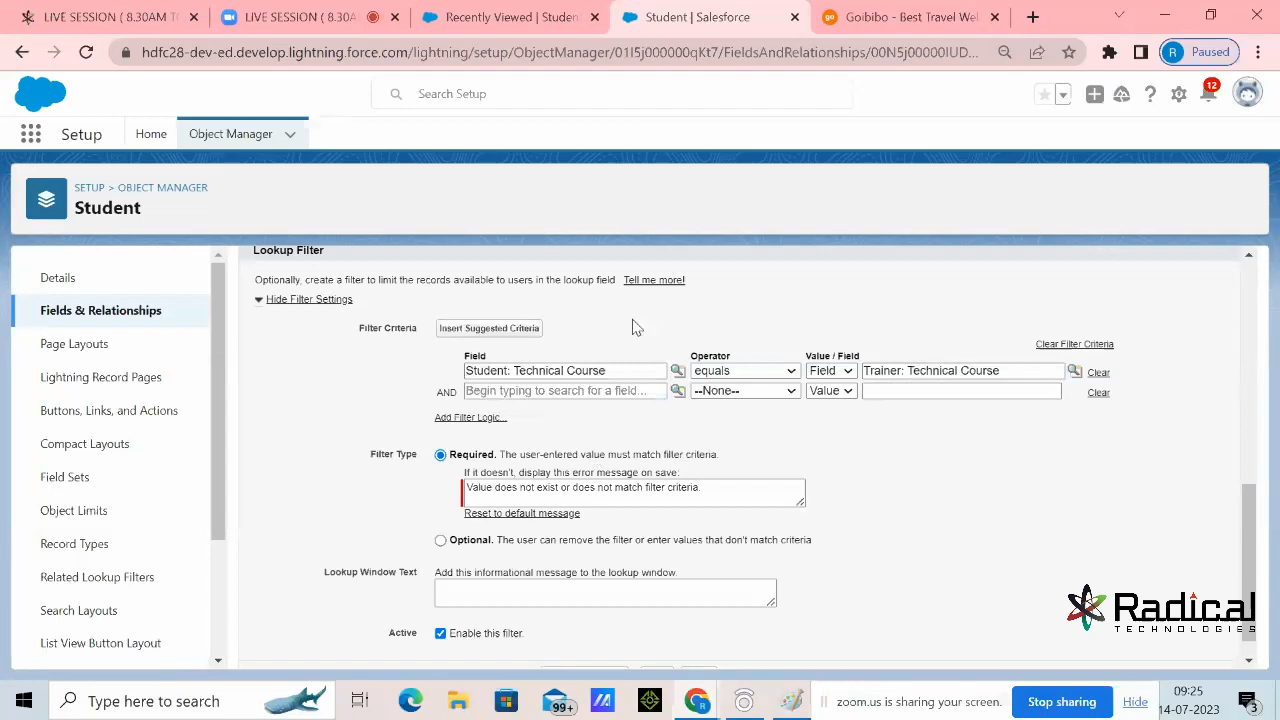 LIVE SESSION ( 8.30AM TO
LIVE SESSION ( 8.30A
Recently Viewed | Studen
Student | Salesforce
go
Goibibo - Best Travel Wel
hdfc28-dev-ed.develop.lightning.force.com/lightning/setup/ObjectManager/01I5j000000qKt7/FieldsAndRelationships/00N5j00000IUD...
R
Paused
Search Setup
12
Setup
Home
Object Manager
SETUP > OBJECT MANAGER
Student
Details
Fields & Relationships
Page Layouts
Lightning Record Pages
Buttons, Links, and Actions
Compact Layouts
Field Sets
Object Limits
Record Types
Related Lookup Filters
Search Layouts
List View Button Layout
Lookup Filter
Optionally, create a filter to limit the records available to users in the lookup field Tell me more!
Hide Filter Settings
Filter Criteria Insert Suggested Criteria
Clear Filter Criteria
Field Operator Value / Field
Student: Technical Course equals Field Trainer: Technical Course Clear
AND Begin typing to search for a field... --None-- Value Clear
Add Filter Logic...
Filter Type Required. The user-entered value must match filter criteria.
If it doesn't, display this error message on save:
Value does not exist or does not match filter criteria.
Reset to default message
Optional. The user can remove the filter or enter values that don't match criteria
Lookup Window Text Add this informational message to the lookup window.
Active Enable this filter.
Radical
TECHNOLOGIES
Type here to search
99+
R
zoom.us is sharing your screen.
Stop sharing
Hide
09:25
14-07-2023
3